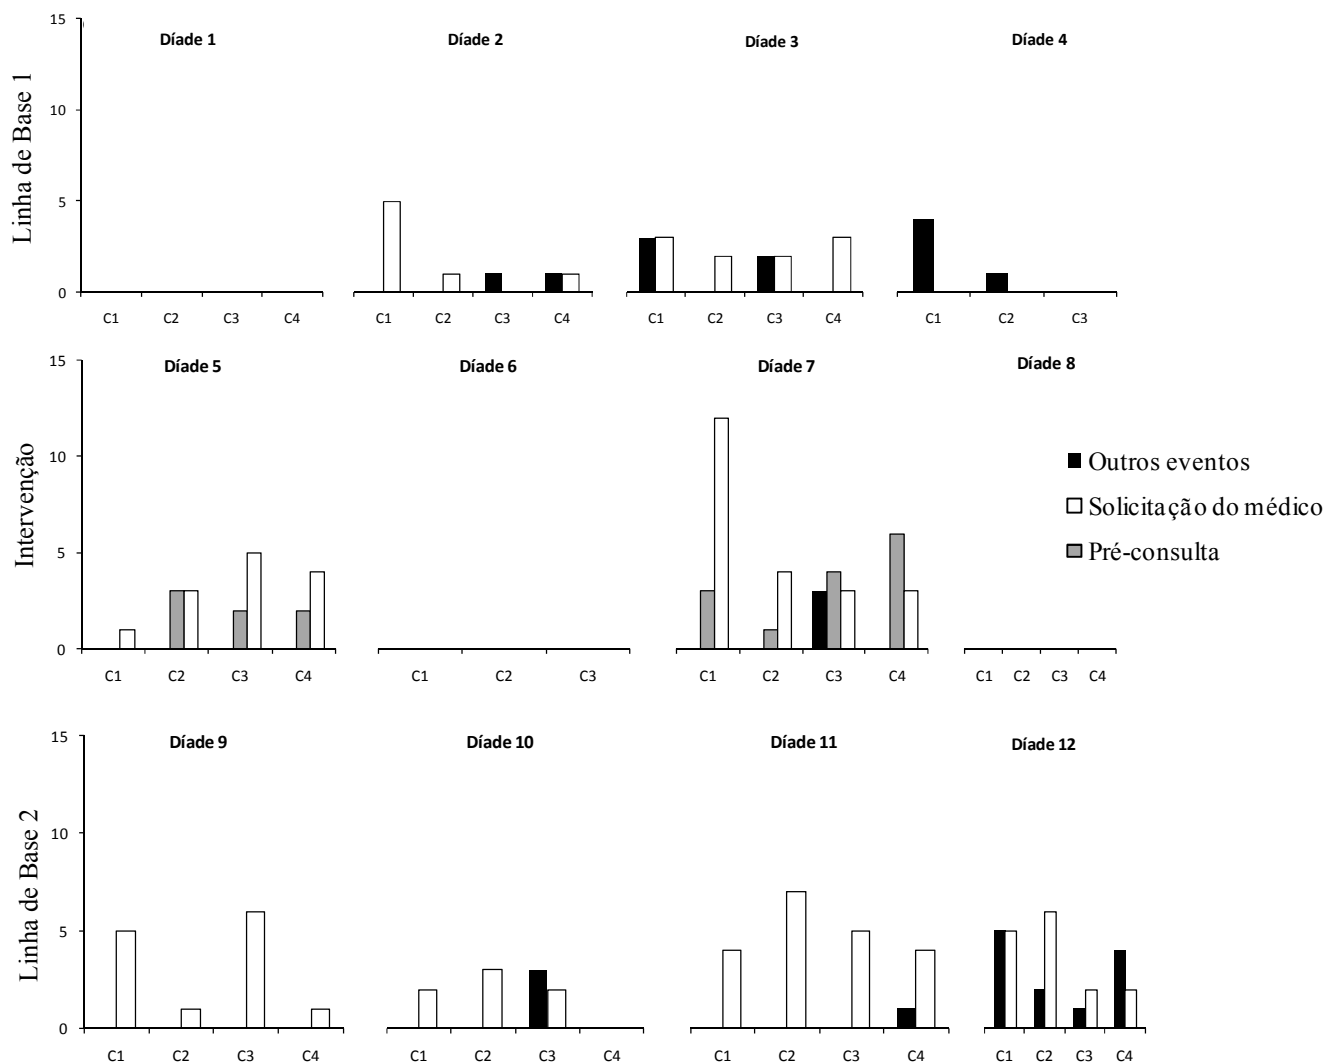 Linha de Base 1
15
10
5
0
Díade 1
Díade 2
Díade 3
Díade 4
C1 C2 C3 C4
C1 C2 C3 C4
C1 C2 C3 C4
C1 C2 C3
Intervenção
15
10
5
0
Díade 5
Díade 6
Díade 7
Díade 8
C1 C2 C3 C4
C1 C2 C3
C1 C2 C3 C4
C1 C2 C3 C4
Outros eventos
Solicitação do médico
Pré-consulta
Linha de Base 2
15
10
5
0
Díade 9
Díade 10
Díade 11
Díade 12
C1 C2 C3 C4
C1 C2 C3 C4
C1 C2 C3 C4
C1 C2 C3 C4